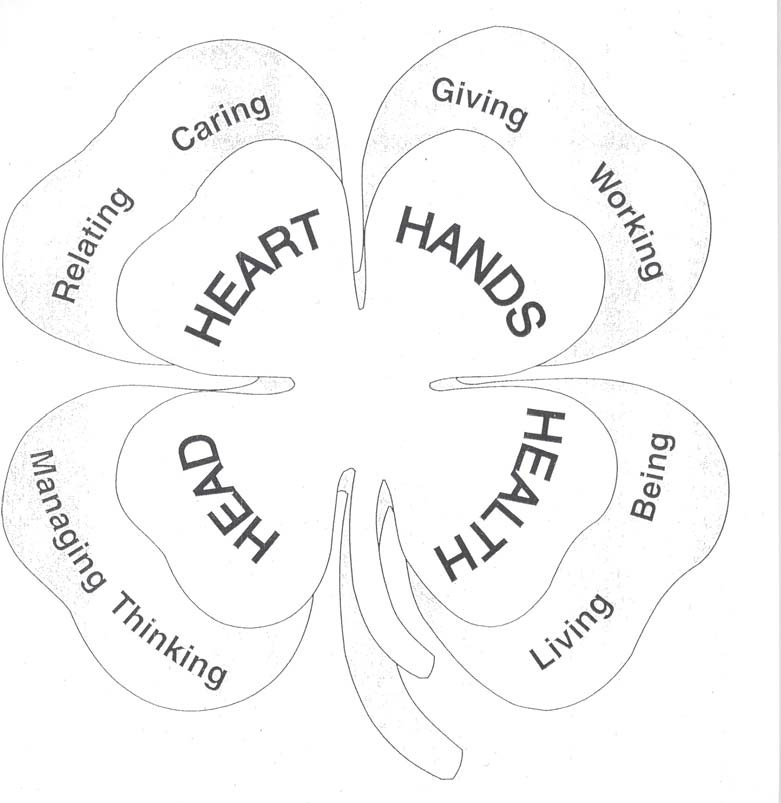 Relating
Caring
HEART
Giving
Working
HANDS
HEAD
Managing
Thinking
HEALTH
Being
Living